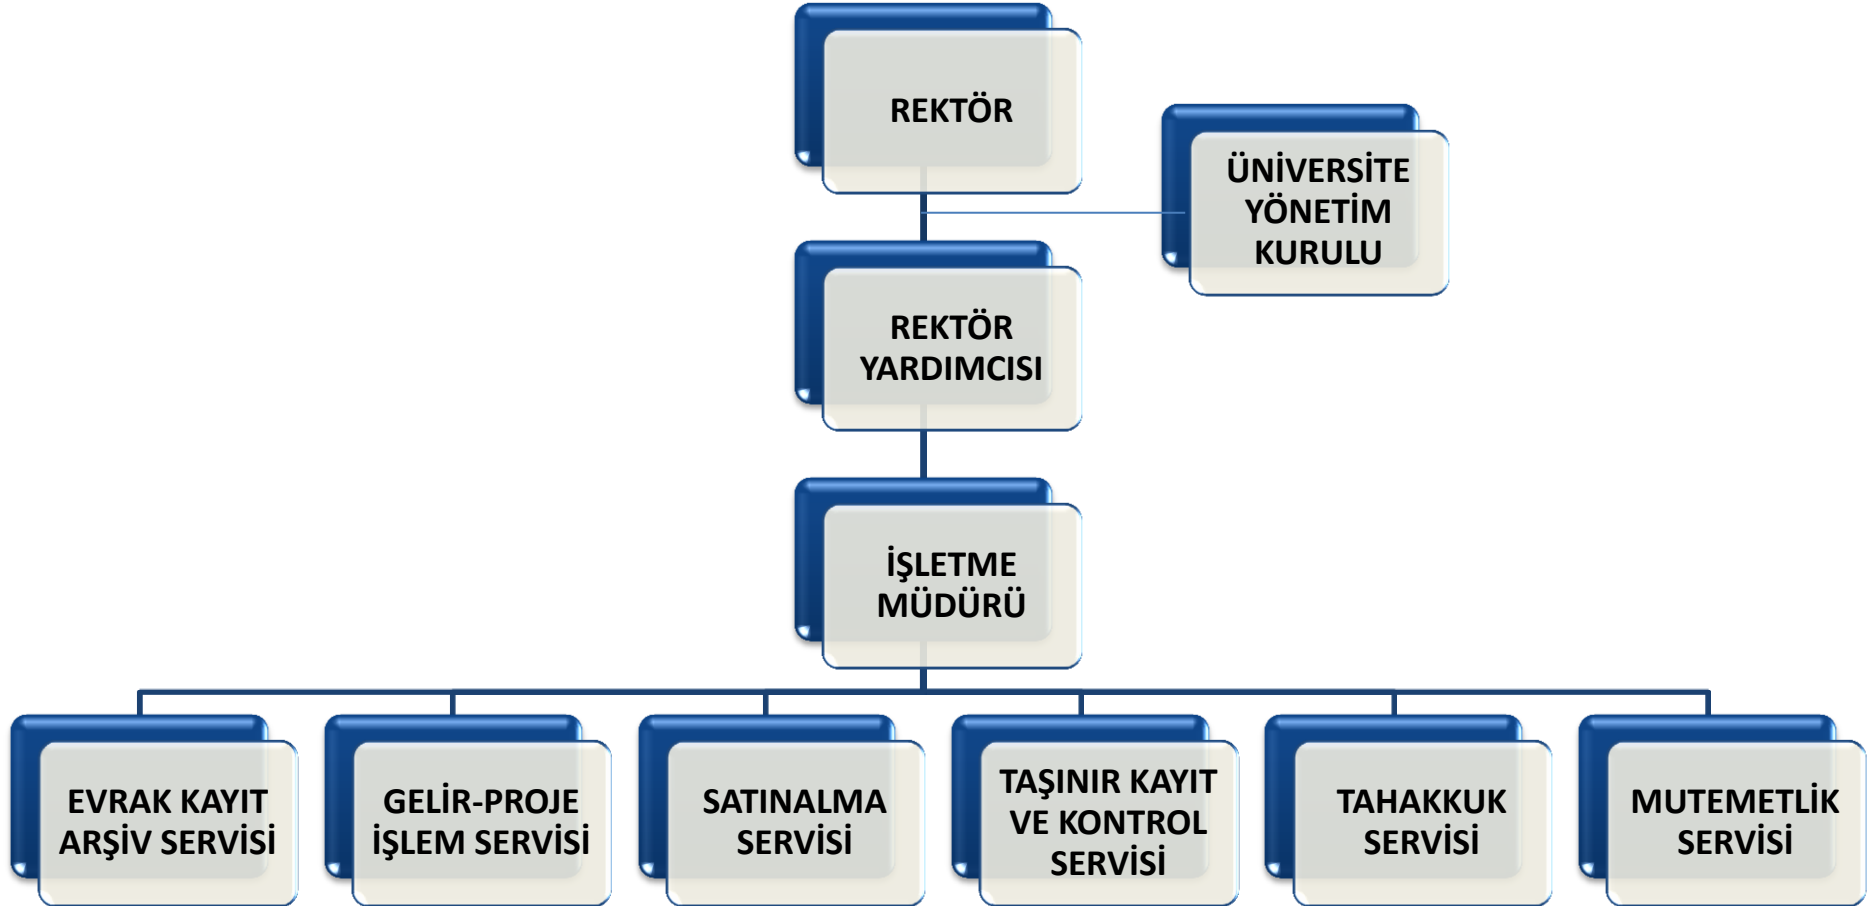 REKTÖR
ÜNİVERSİTE
YÖNETİM
KURULU
REKTÖR
YARDIMCISI
İŞLETME
MÜDÜRÜ
EVRAK KAYIT
ARŞİV SERVİSİ
GELİR-PROJE
İŞLEM SERVİSİ
SATINALMA
SERVİSİ
TAŞINIR KAYIT
VE KONTROL
SERVİSİ
TAHAKKUK
SERVİSİ
MUTEMETLİK
SERVİSİ